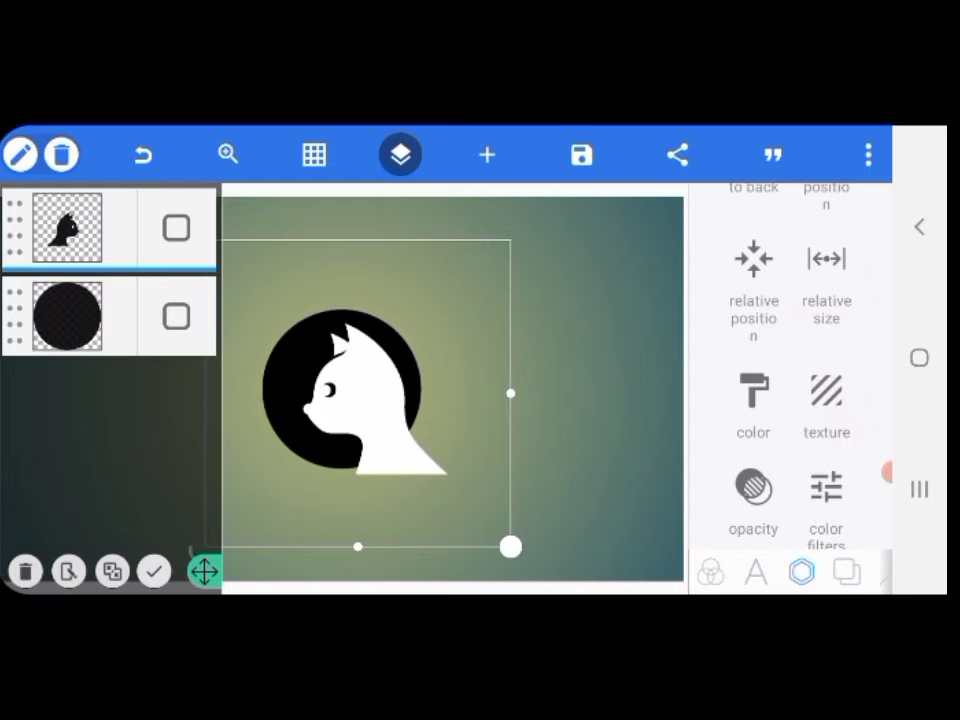 to back
positio
n
relative
positio
n
relative
size
color
texture
opacity
color
filters